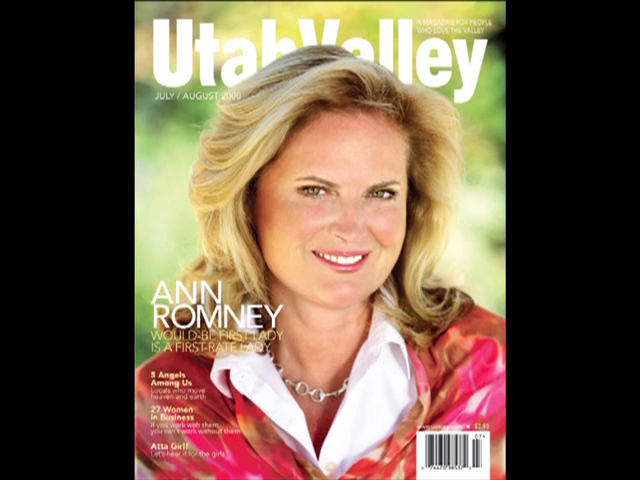 UtahValley
A MAGAZINE FOR PEOPLE
WHO LOVE THE VALLEY
JULY / AUGUST
ANN
ROMNEY
WOULD-BE FIRST LADY
IS A FIRST-RATE LADY
5 Angels
Among Us
Locals who move
heaven and earth
27 Women
in Business
If you work with them,
you can't work without them
Atta Girl!
Let's hear it for the girls
$2.95